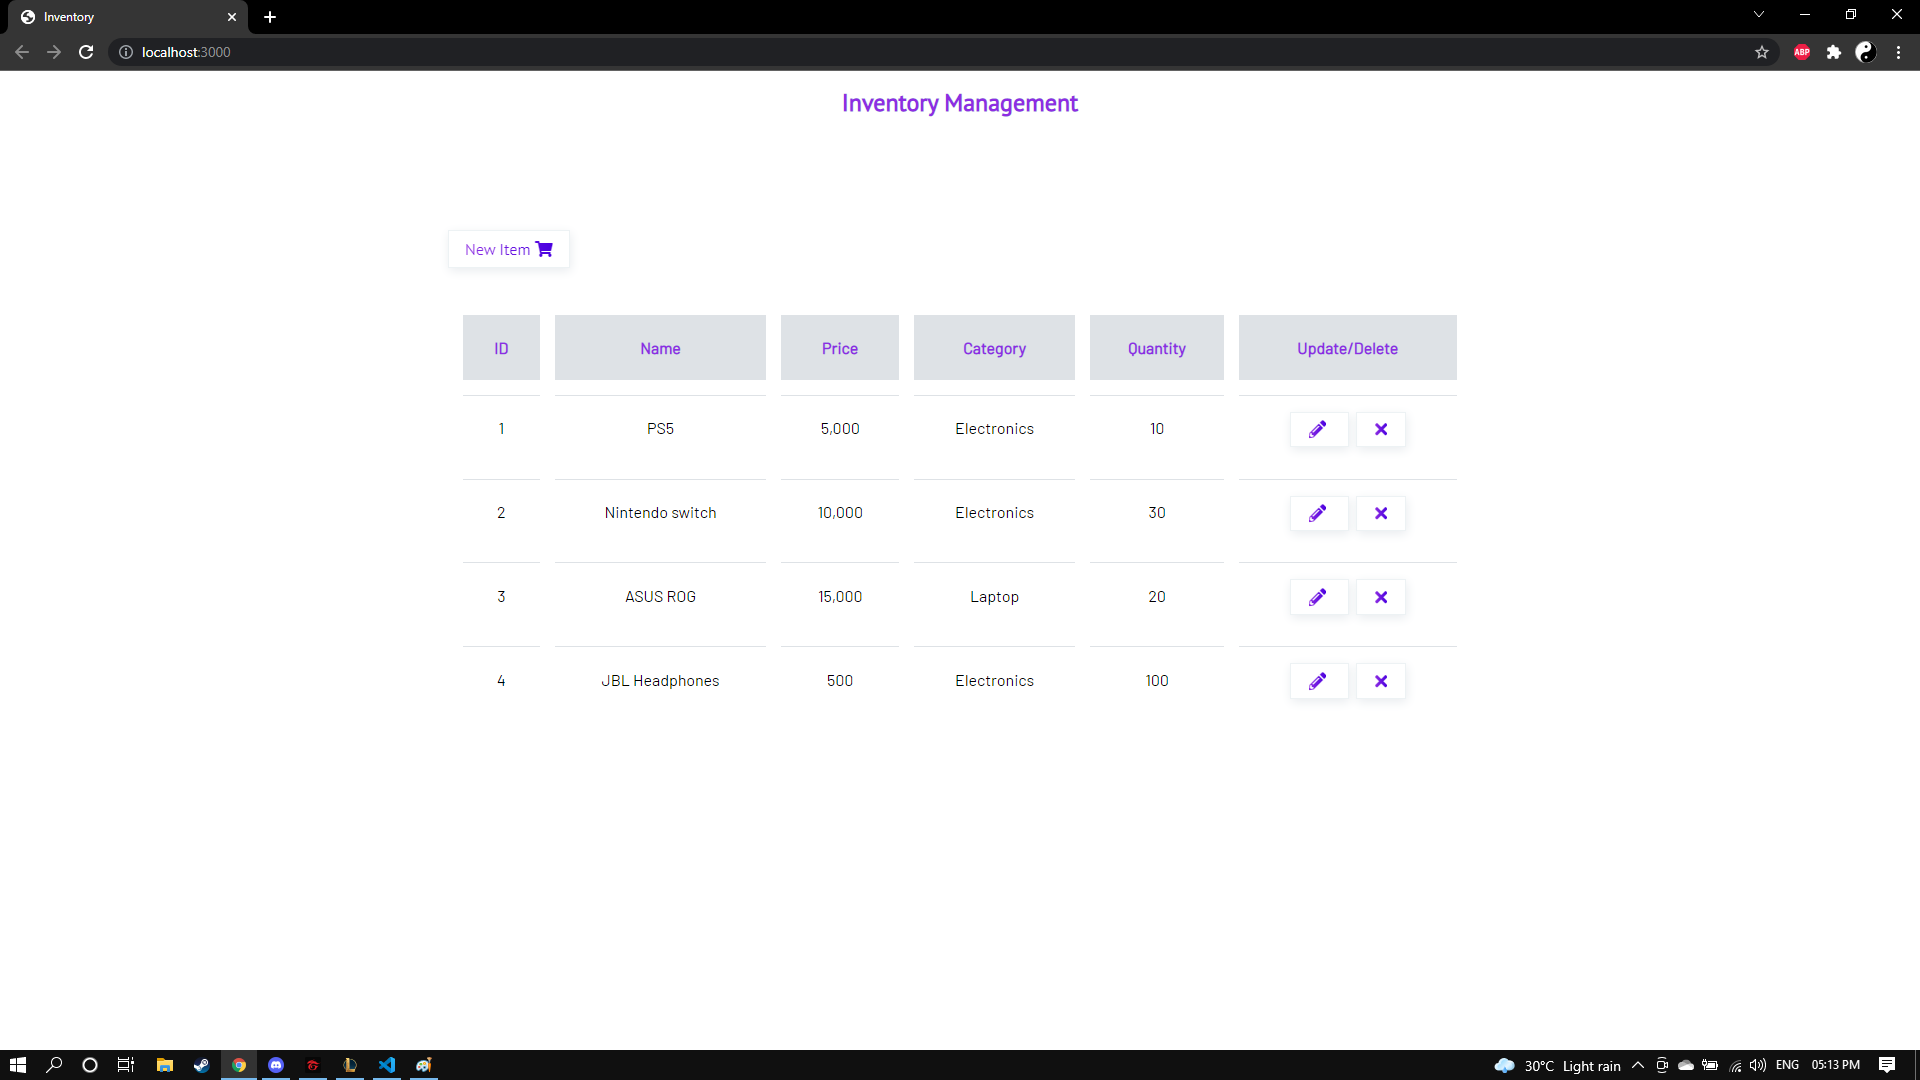 Inventory
localhost:3000
ABP
Inventory Management
New Item
ID Name Price Category Quantity Update/Delete
1 PS5 5,000 Electronics 10
2 Nintendo switch 10,000 Electronics 30
3 ASUS ROG 15,000 Laptop 20
4 JBL Headphones 500 Electronics 100
30°C Light rain ENG 05:13 PM